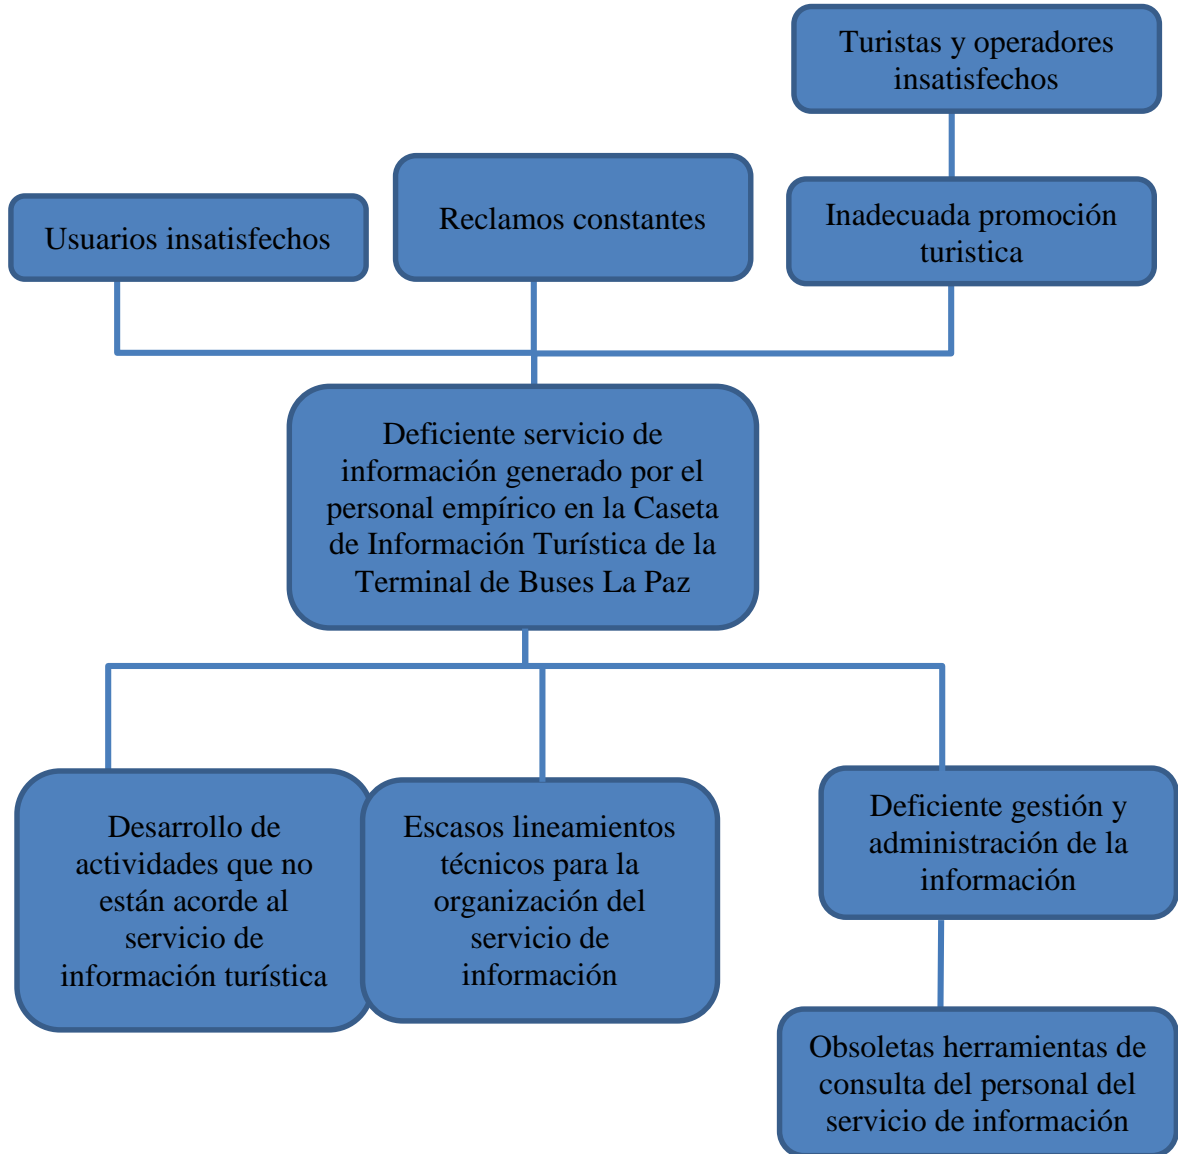 Turistas y operadores
insatisfechos
Usuarios insatisfechos
Reclamos constantes
Inadecuada promoción
turistica
Deficiente servicio de
información generado por el
personal empírico en la Caseta
de Información Turística de la
Terminal de Buses La Paz
Desarrollo de
actividades que no
están acorde al
servicio de
información turística
Escasos lineamientos
técnicos para la
organización del
servicio de
información
Deficiente gestión y
administración de la
información
Obsoletas herramientas de
consulta del personal del
servicio de información